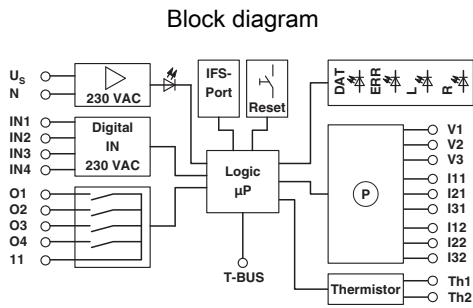 Block diagram
U_S
N
230 VAC
IN1
IN2
IN3
IN4
Digital
IN
230 VAC
O1
O2
O3
O4
11
IFS-
Port
Reset
Logic
µP
T-BUS
DAT
ERR
L
R
P
V1
V2
V3
I11
I21
I31
I12
I22
I32
Thermistor
Th1
Th2